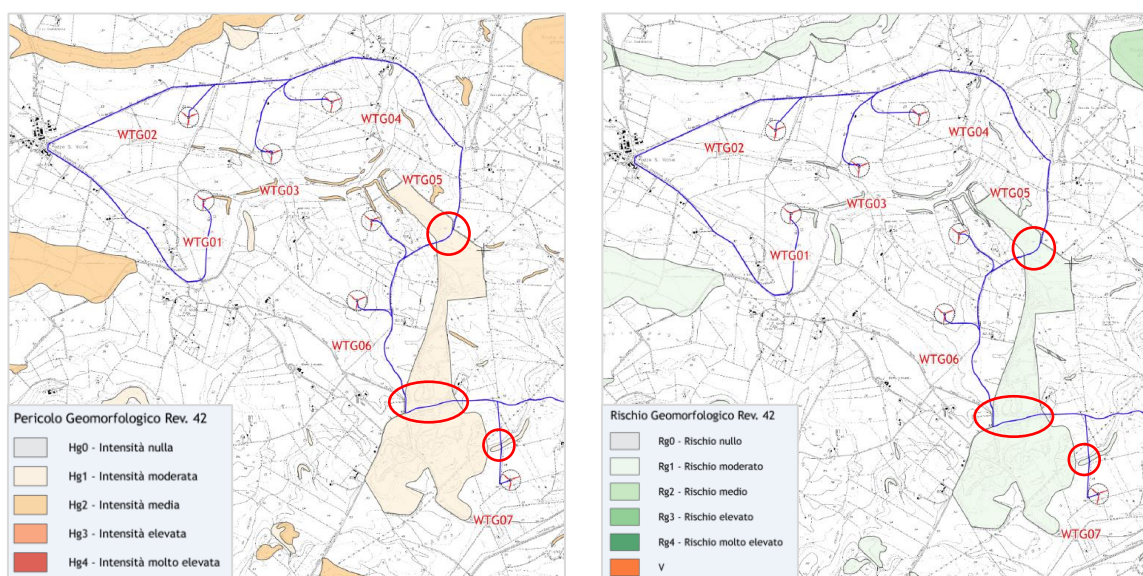 WTG02
WTG04
WTG05
WTG03
WTG01
WTG06
WTG07
Pericolo Geomorfologico Rev. 42
Hg0 - Intensità nulla
Hg1 - Intensità moderata
Hg2 - Intensità media
Hg3 - Intensità elevata
Hg4 - Intensità molto elevata
WTG02
WTG04
WTG05
WTG03
WTG01
WTG06
WTG07
Rischio Geomorfologico Rev. 42
Rg0 - Rischio nullo
Rg1 - Rischio moderato
Rg2 - Rischio medio
Rg3 - Rischio elevato
Rg4 - Rischio molto elevato
V